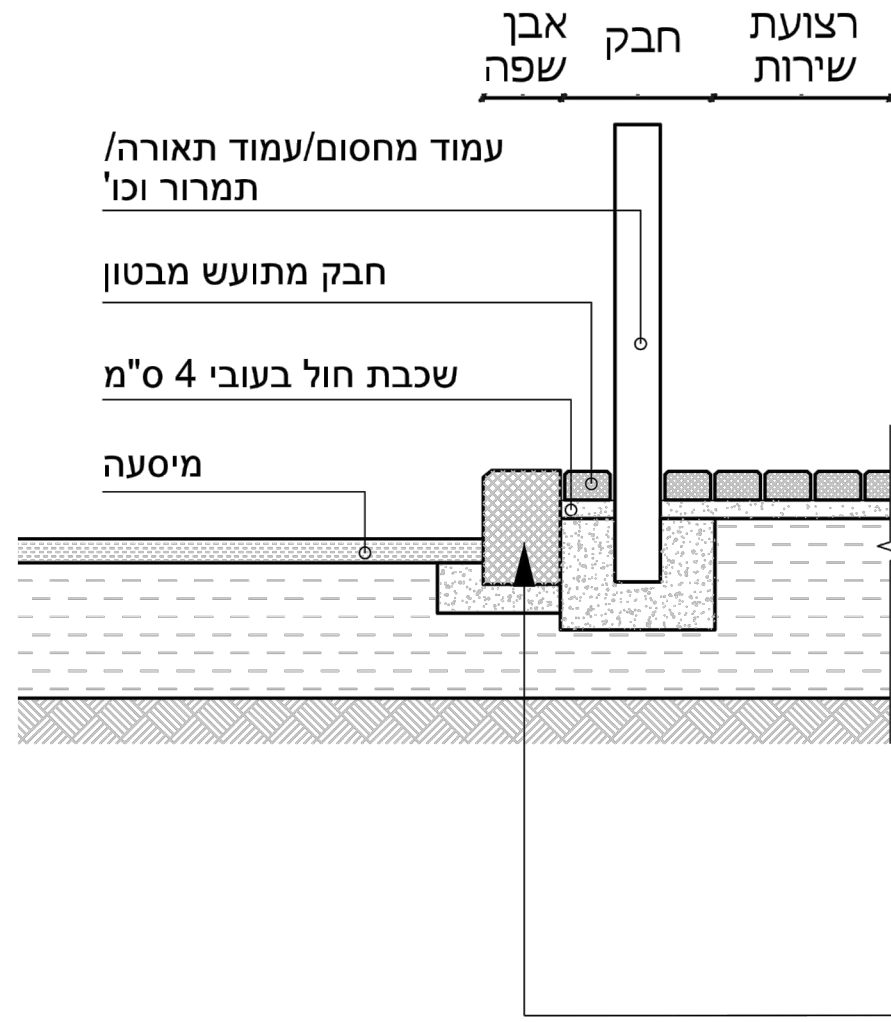 רצועת
שירות
חבק
אבן
שפה
עמוד מחסום/עמוד תאורה/
תמרור וכו'
חבק מתועש מבטון
שכבת חול בעובי 4 ס"מ
מיסעה